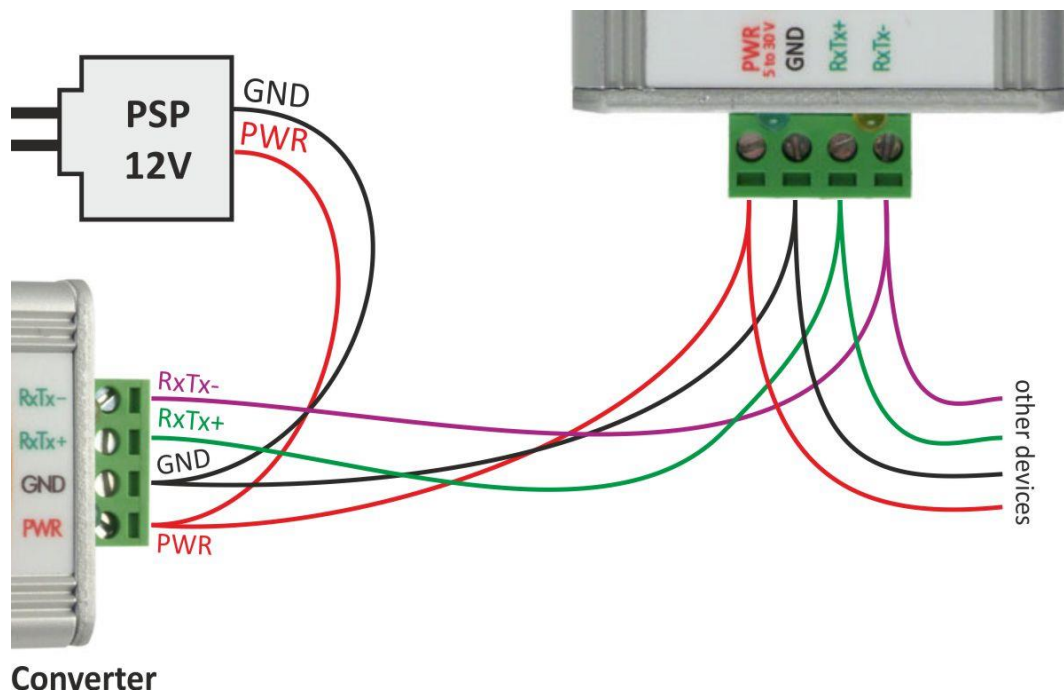 PSP
12V
GND
PWR
PWR
5 to 30 V
GND
RxTx+
RxTx-
RxTx-
RxTx+
GND
PWR
RxTx-
RxTx+
GND
PWR
other devices
Converter